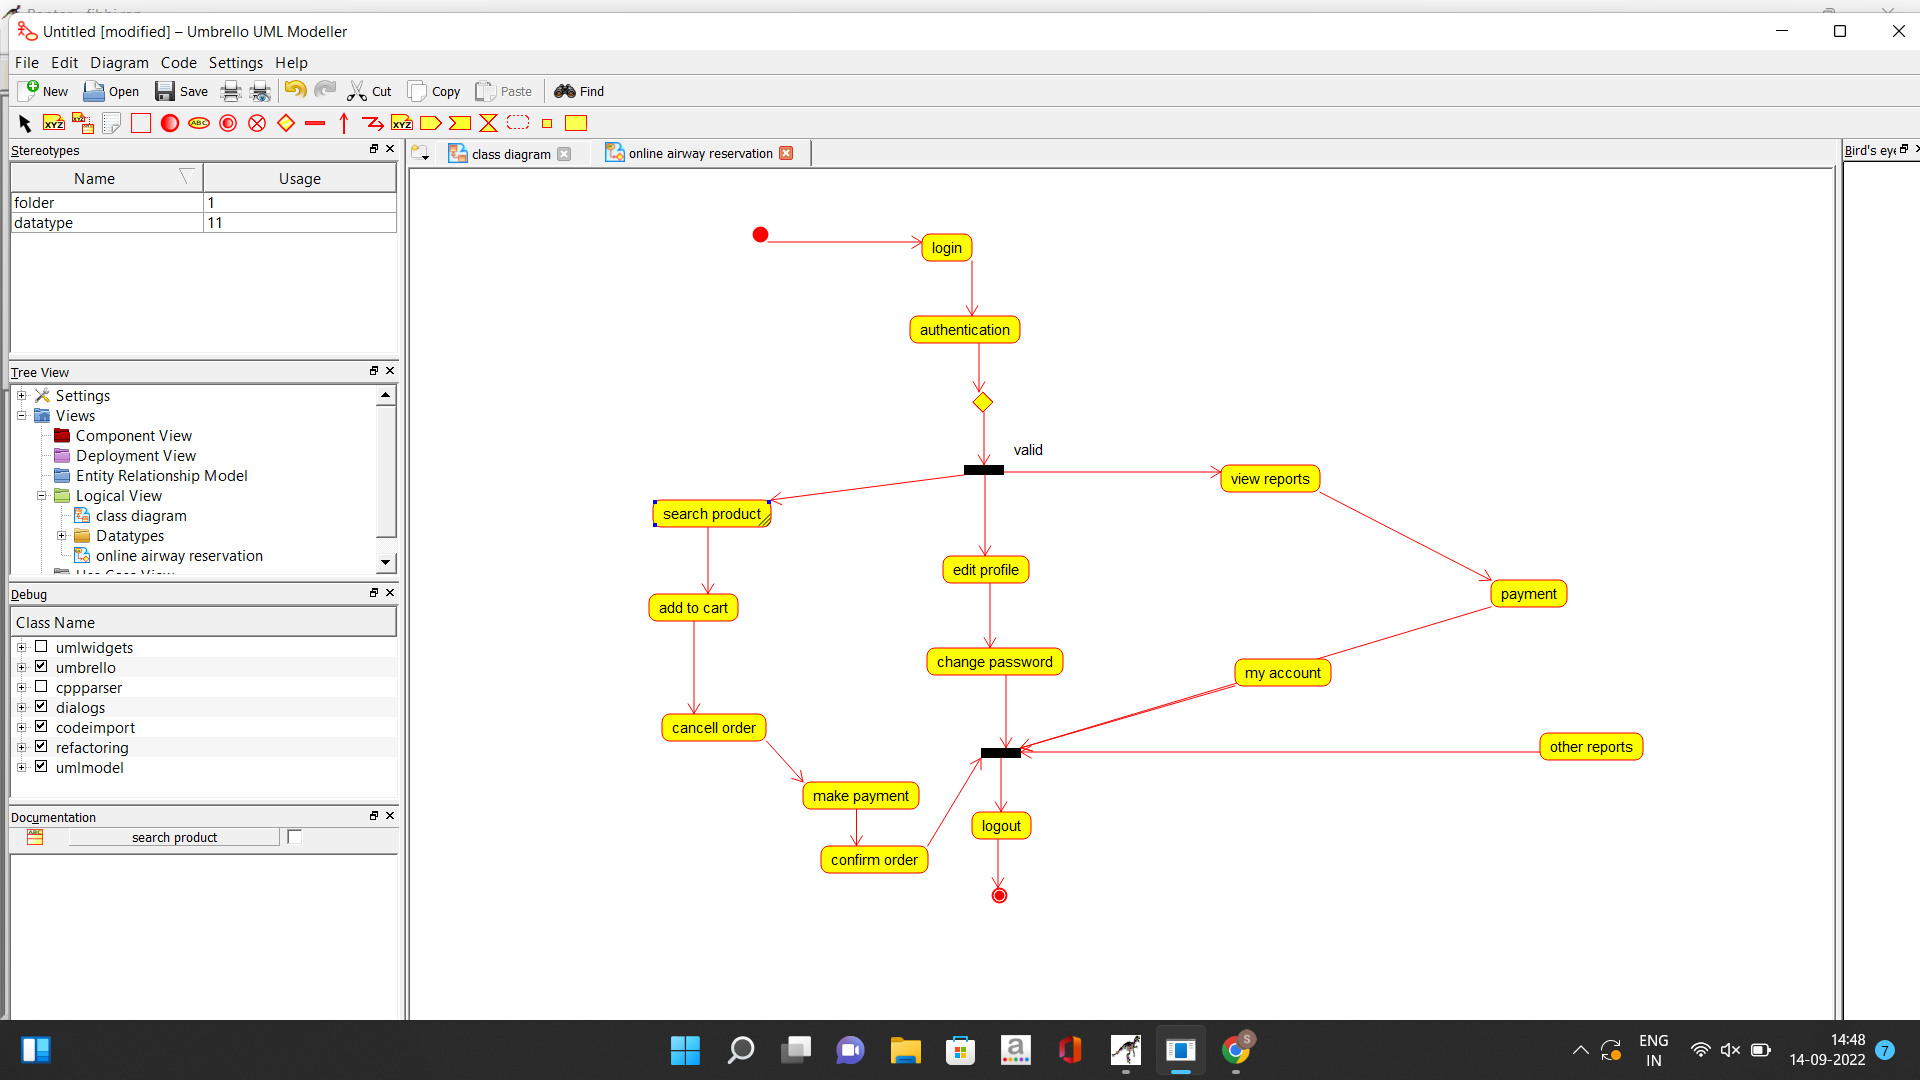 Untitled [modified] – Umbrello UML Modeller
File Edit Diagram Code Settings Help
New Open Save Cut Copy Paste Find
XYZ XYZ ABC XYZ
Stereotypes
Name Usage
folder 1
datatype 11
Tree View
Settings
Views
Component View
Deployment View
Entity Relationship Model
Logical View
class diagram
Datatypes
online airway reservation
Debug
Class Name
umlwidgets
umbrello
cppparser
dialogs
codeimport
refactoring
umlmodel
Documentation
ABC
search product
class diagram
online airway reservation
Bird's eye
login
authentication
valid
view reports
search product
edit profile
payment
add to cart
change password
my account
cancell order
other reports
make payment
logout
confirm order
a
S
ENG
IN
14:48
14-09-2022
7